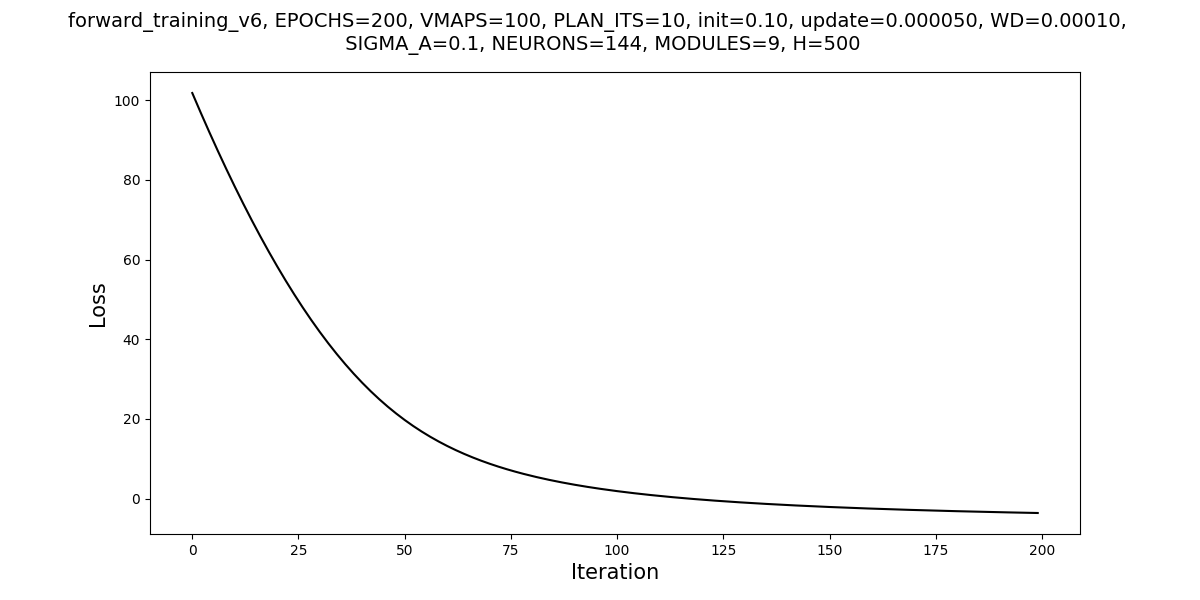 forward_training_v6, EPOCHS=200, VMAPS=100, PLAN_ITS=10, init=0.10, update=0.000050, WD=0.00010,
SIGMA_A=0.1, NEURONS=144, MODULES=9, H=500
100
80
60
40
20
0
Loss
0 25 50 75 100 125 150 175 200
Iteration